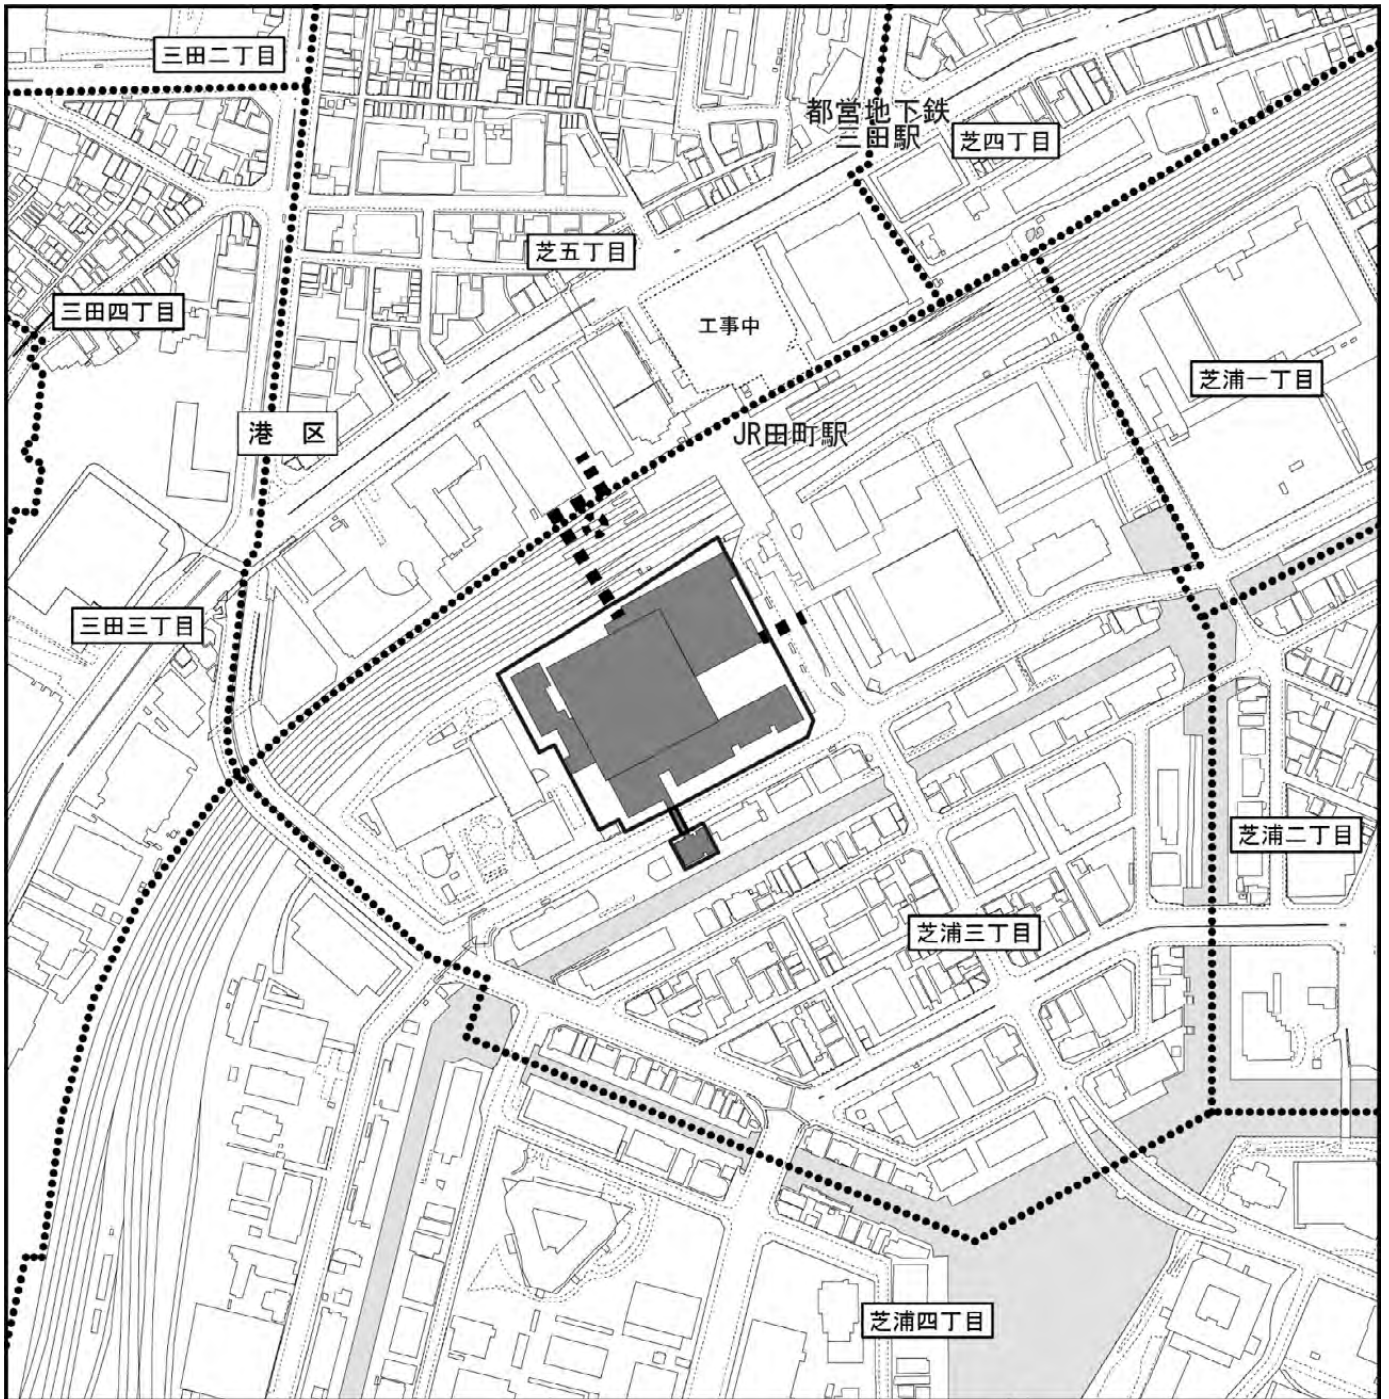 三田二丁目
都営地下鉄
三田駅
芝四丁目
芝五丁目
三田四丁目
工事中
芝浦一丁目
港 区
JR田町駅
三田三丁目
芝浦二丁目
芝浦三丁目
芝浦四丁目